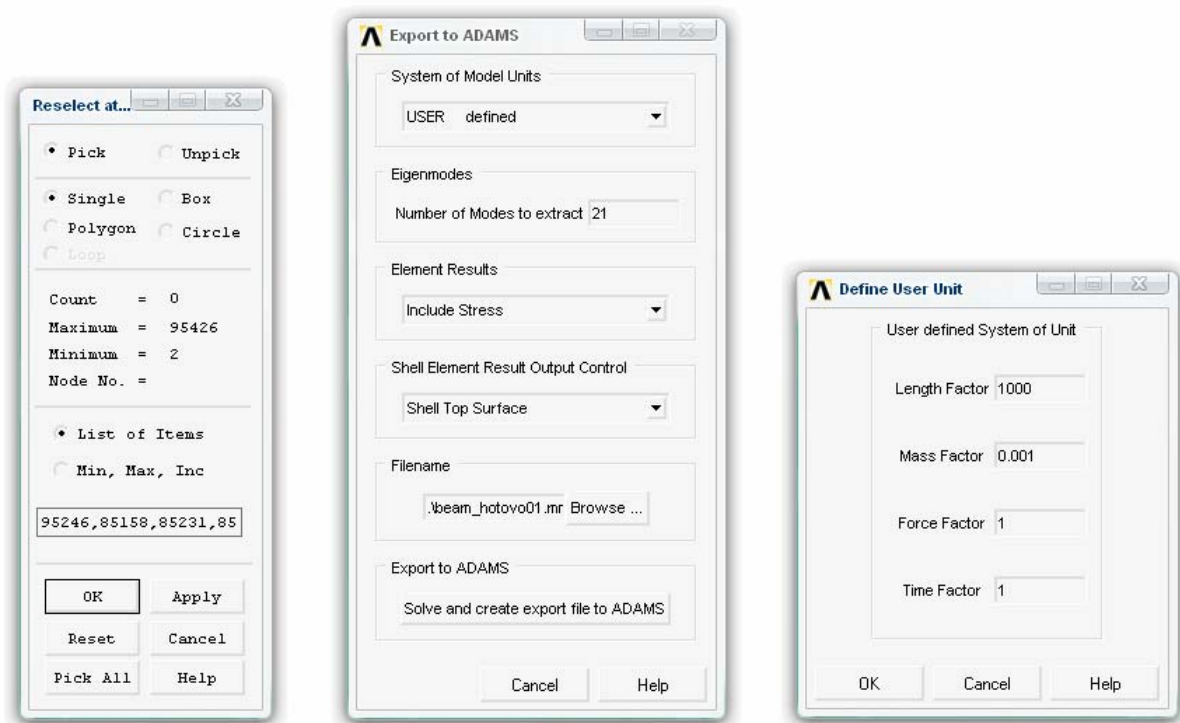 Reselect at...
Pick Unpick
Single Box
Polygon Circle
Loop
Count = 0
Maximum = 95426
Minimum = 2
Node No. =
List of Items
Min, Max, Inc
95246,85158,85231,85
OK Apply
Reset Cancel
Pick All Help
Export to ADAMS
System of Model Units
USER defined
Eigenmodes
Number of Modes to extract 21
Element Results
Include Stress
Shell Element Result Output Control
Shell Top Surface
Filename
.\beam_hotovo01.mr Browse ...
Export to ADAMS
Solve and create export file to ADAMS
Cancel Help
Define User Unit
User defined System of Unit
Length Factor 1000
Mass Factor 0.001
Force Factor 1
Time Factor 1
OK Cancel Help